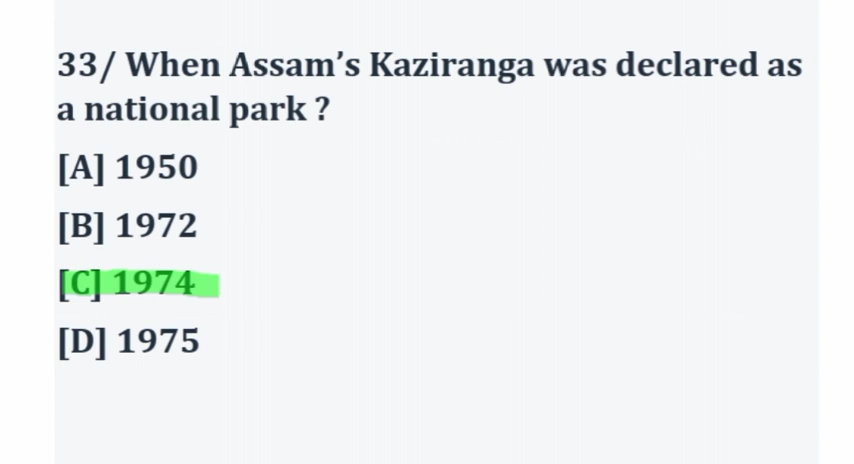 33/ When Assam’s Kaziranga was declared as
a national park ?
[A] 1950
[B] 1972
[C] 1974
[D] 1975